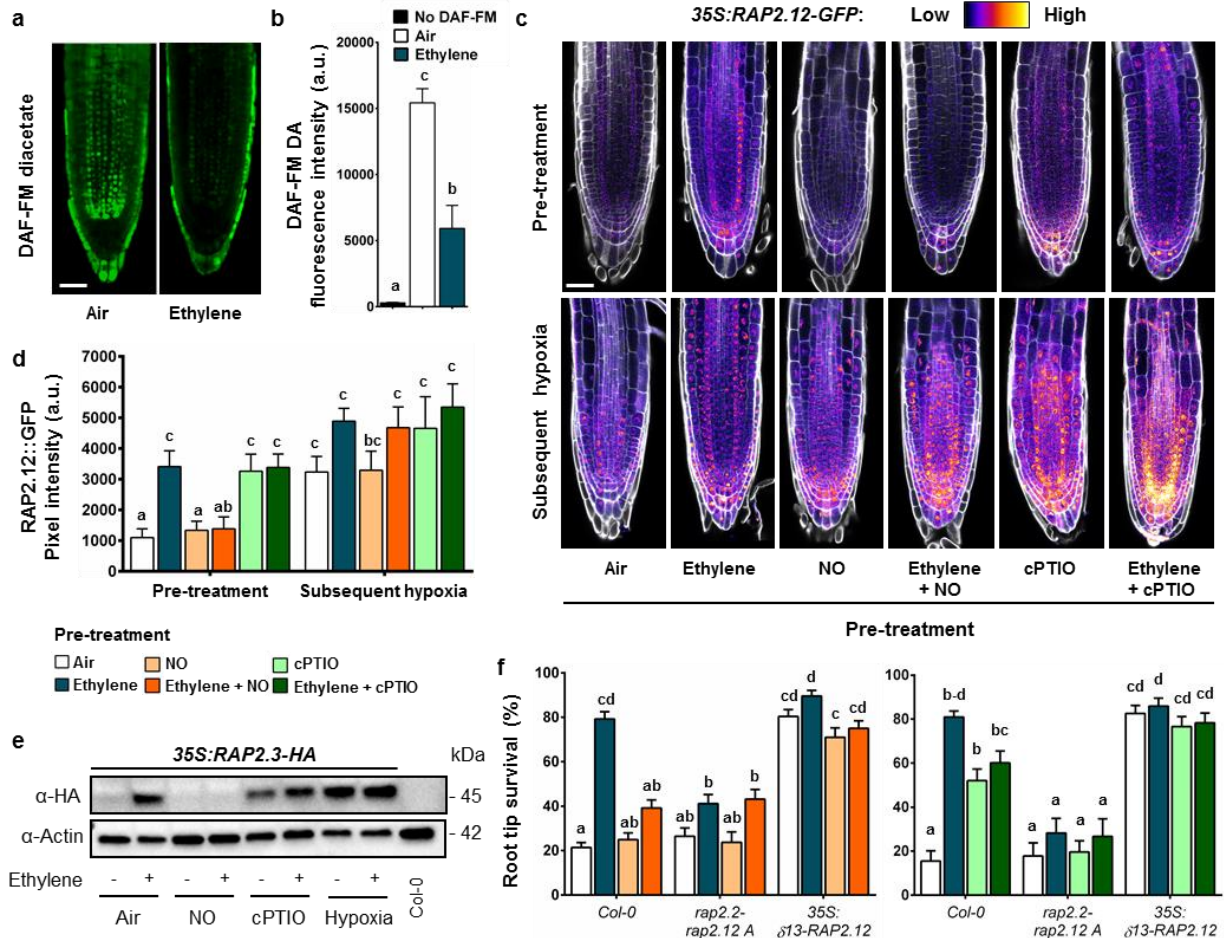 a
DAF-FM diacetate
Air
Ethylene
b
No DAF-FM
Air
Ethylene
DAF-FM DA
fluorescence intensity (a.u.)
20000
15000
10000
5000
0
a
c
b
c
35S:RAP2.12-GFP:
Low
High
Pre-treatment
Subsequent hypoxia
Air
Ethylene
NO
Ethylene
+ NO
cPTIO
Ethylene
+ cPTIO
Pre-treatment
d
RAP2.12::GFP
Pixel intensity (a.u.)
7000
6000
5000
4000
3000
2000
1000
0
a c a ab c c c c bc c c c
Pre-treatment
Subsequent hypoxia
Pre-treatment
Air
NO
cPTIO
Ethylene
Ethylene + NO
Ethylene + cPTIO
e
35S:RAP2.3-HA
kDa
α-HA
- 45
α-Actin
- 42
Ethylene - + - + - + - +
Air
NO
cPTIO
Hypoxia
Col-0
f
Root tip survival (%)
100
80
60
40
20
0
a cd ab ab ab b ab b cd d c cd
Col-0
rap2.2-
rap2.12 A
35S:
δ13-RAP2.12
100
80
60
40
20
0
a b-d b bc a a a a cd d cd cd
Col-0
rap2.2-
rap2.12 A
35S:
δ13-RAP2.12